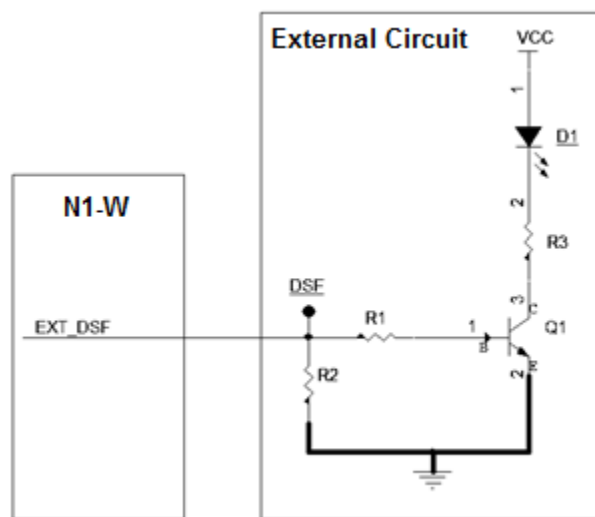 External Circuit
VCC
1
D1
N1-W
2
R3
DSF
EXT_DSF
R1
1
B
3
C
Q1
R2
2
E